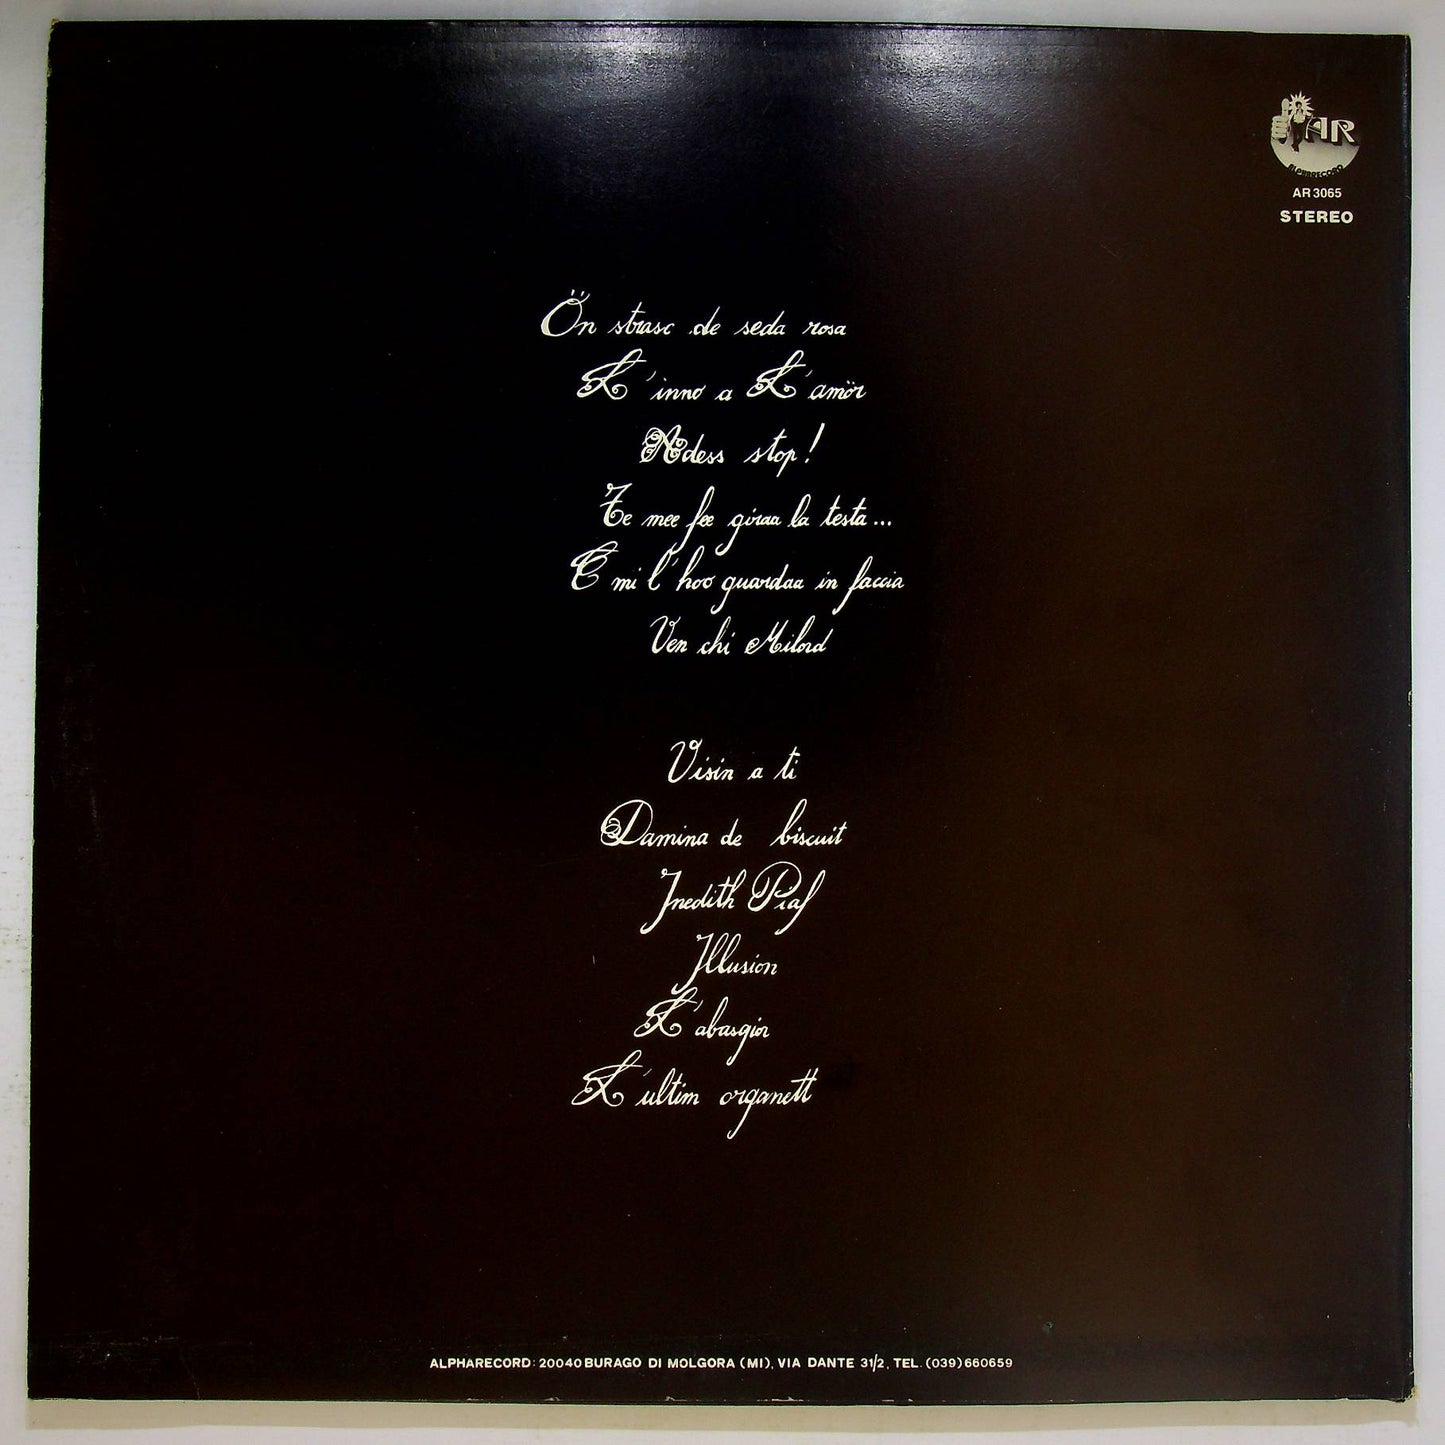 AR
ALPHARECORD
AR 3065
STEREO
Ön strasc de seda rosa
L'inno a L'amör
Adess stop!
Te mee fee giraa la testa...
E mi l'hoo guardaa in faccia
Ven chí Milord
Visin a ti
Damina de biscuit
Inedith Piaf
Illusion
L'abasgiör
L'ultim organett
ALPHARECORD: 20040 BURAGO DI MOLGORA (MI), VIA DANTE 31/2, TEL. (039) 660659